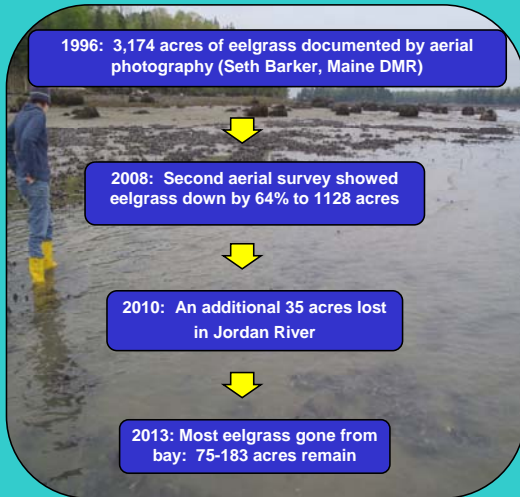 1996:  3,174 acres of eelgrass documented by aerial
photography (Seth Barker, Maine DMR)
2008:  Second aerial survey showed
eelgrass down by 64% to 1128 acres
2010:  An additional 35 acres lost
in Jordan River
2013: Most eelgrass gone from
bay:  75-183 acres remain